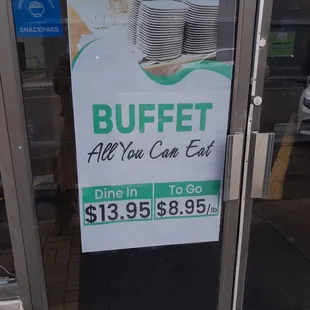 SNACKPASS
BUFFET
All You Can Eat
Dine In To Go
$13.95 $8.95/lb